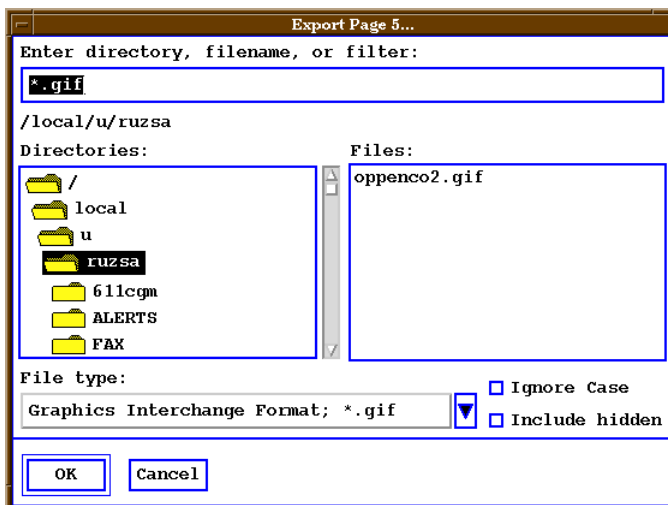 Export Page 5...
Enter directory, filename, or filter:
*.gif
/local/u/ruzsa
Directories:
Files:
/
local
u
ruzsa
611cgm
ALERTS
FAX
oppenco2.gif
File type:
Graphics Interchange Format; *.gif
Ignore Case
Include hidden
OK
Cancel